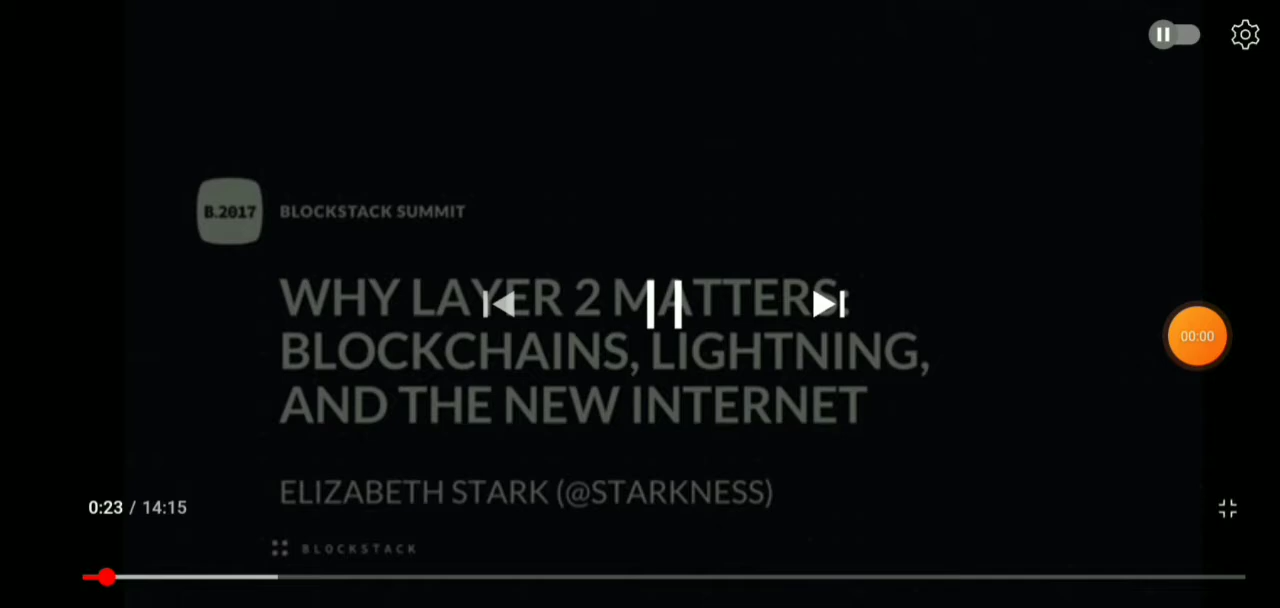 B.2017
BLOCKSTACK SUMMIT
WHY LAYER 2 MATTERS:
BLOCKCHAINS, LIGHTNING,
AND THE NEW INTERNET
00:00
ELIZABETH STARK (@STARKNESS)
0:23 / 14:15
BLOCKSTACK